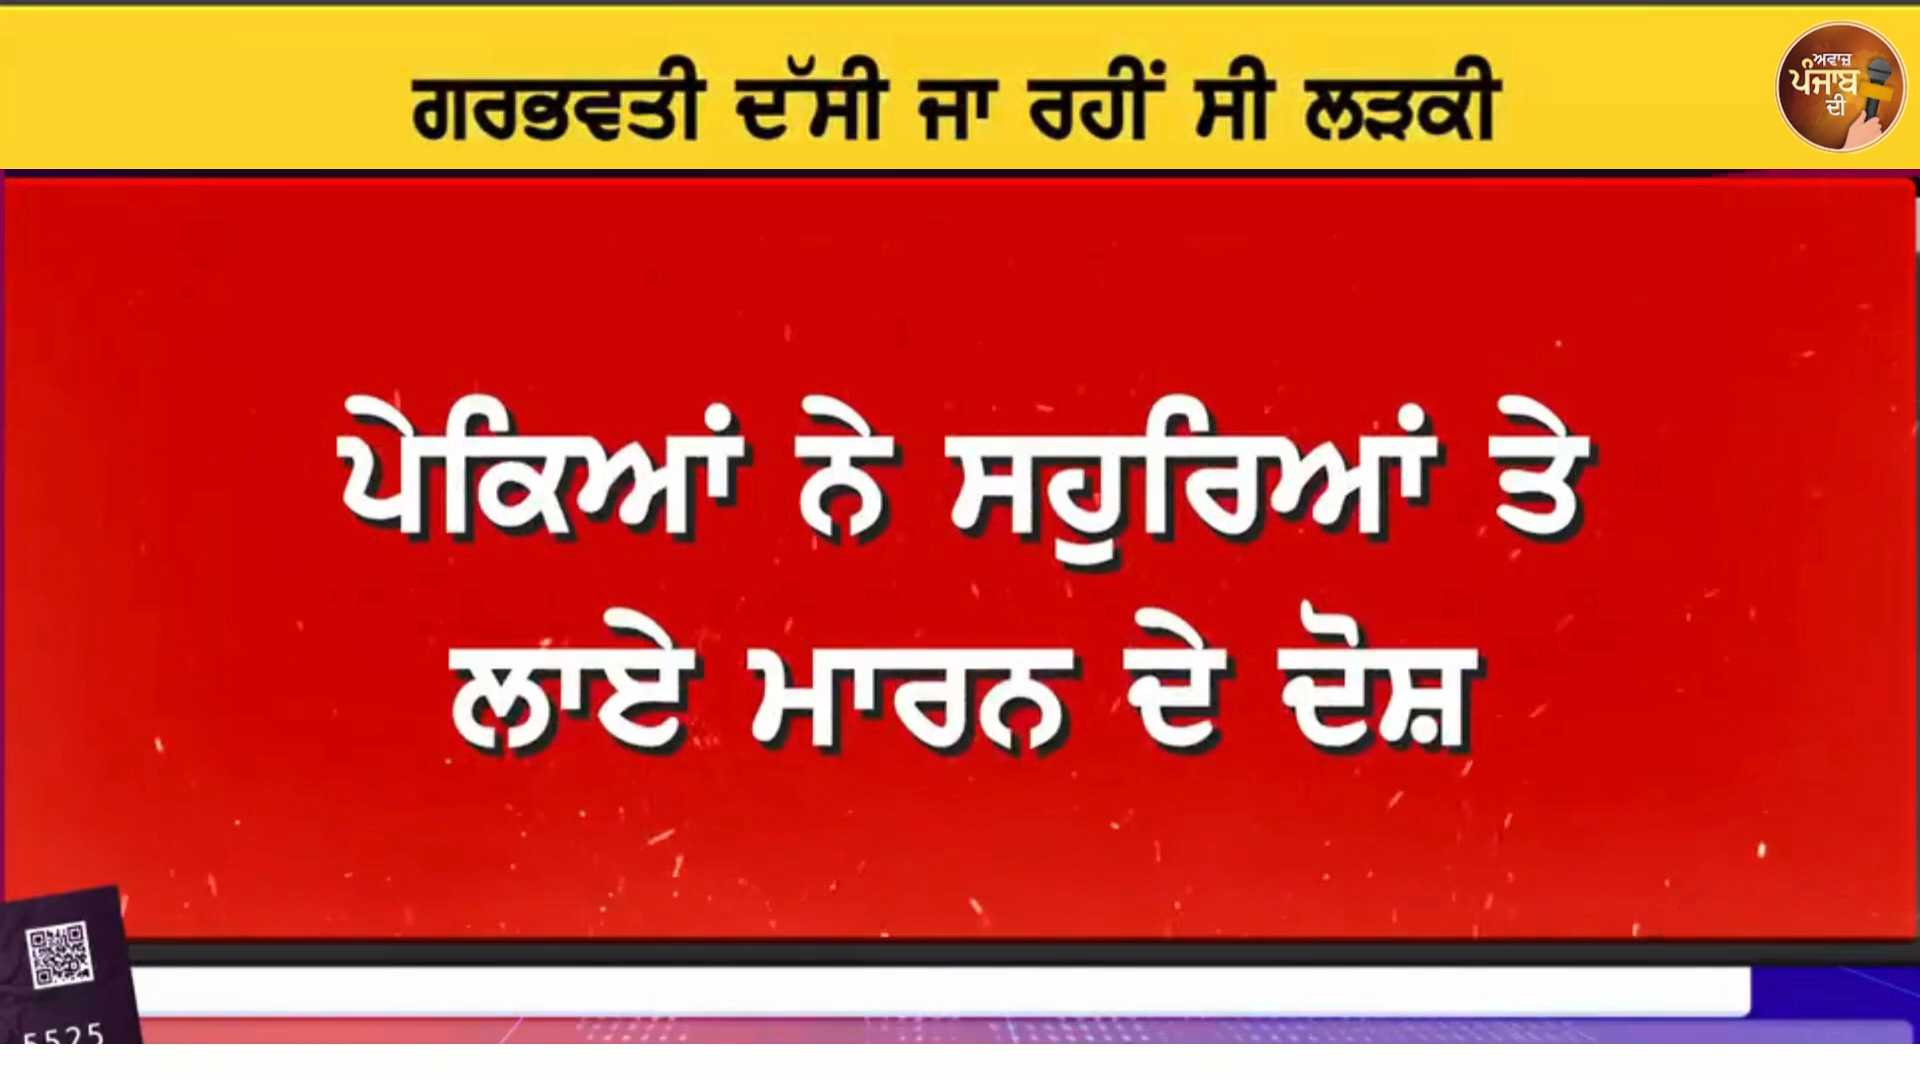 ਗਰਭਵਤੀ ਦੱਸੀ ਜਾ ਰਹੀਂ ਸੀ ਲੜਕੀ
ਅਵਾਜ਼
ਪੰਜਾਬ
ਦੀ
ਪੇਕਿਆਂ ਨੇ ਸਹੁਰਿਆਂ ਤੇ
ਲਾਏ ਮਾਰਨ ਦੇ ਦੋਸ਼
5525